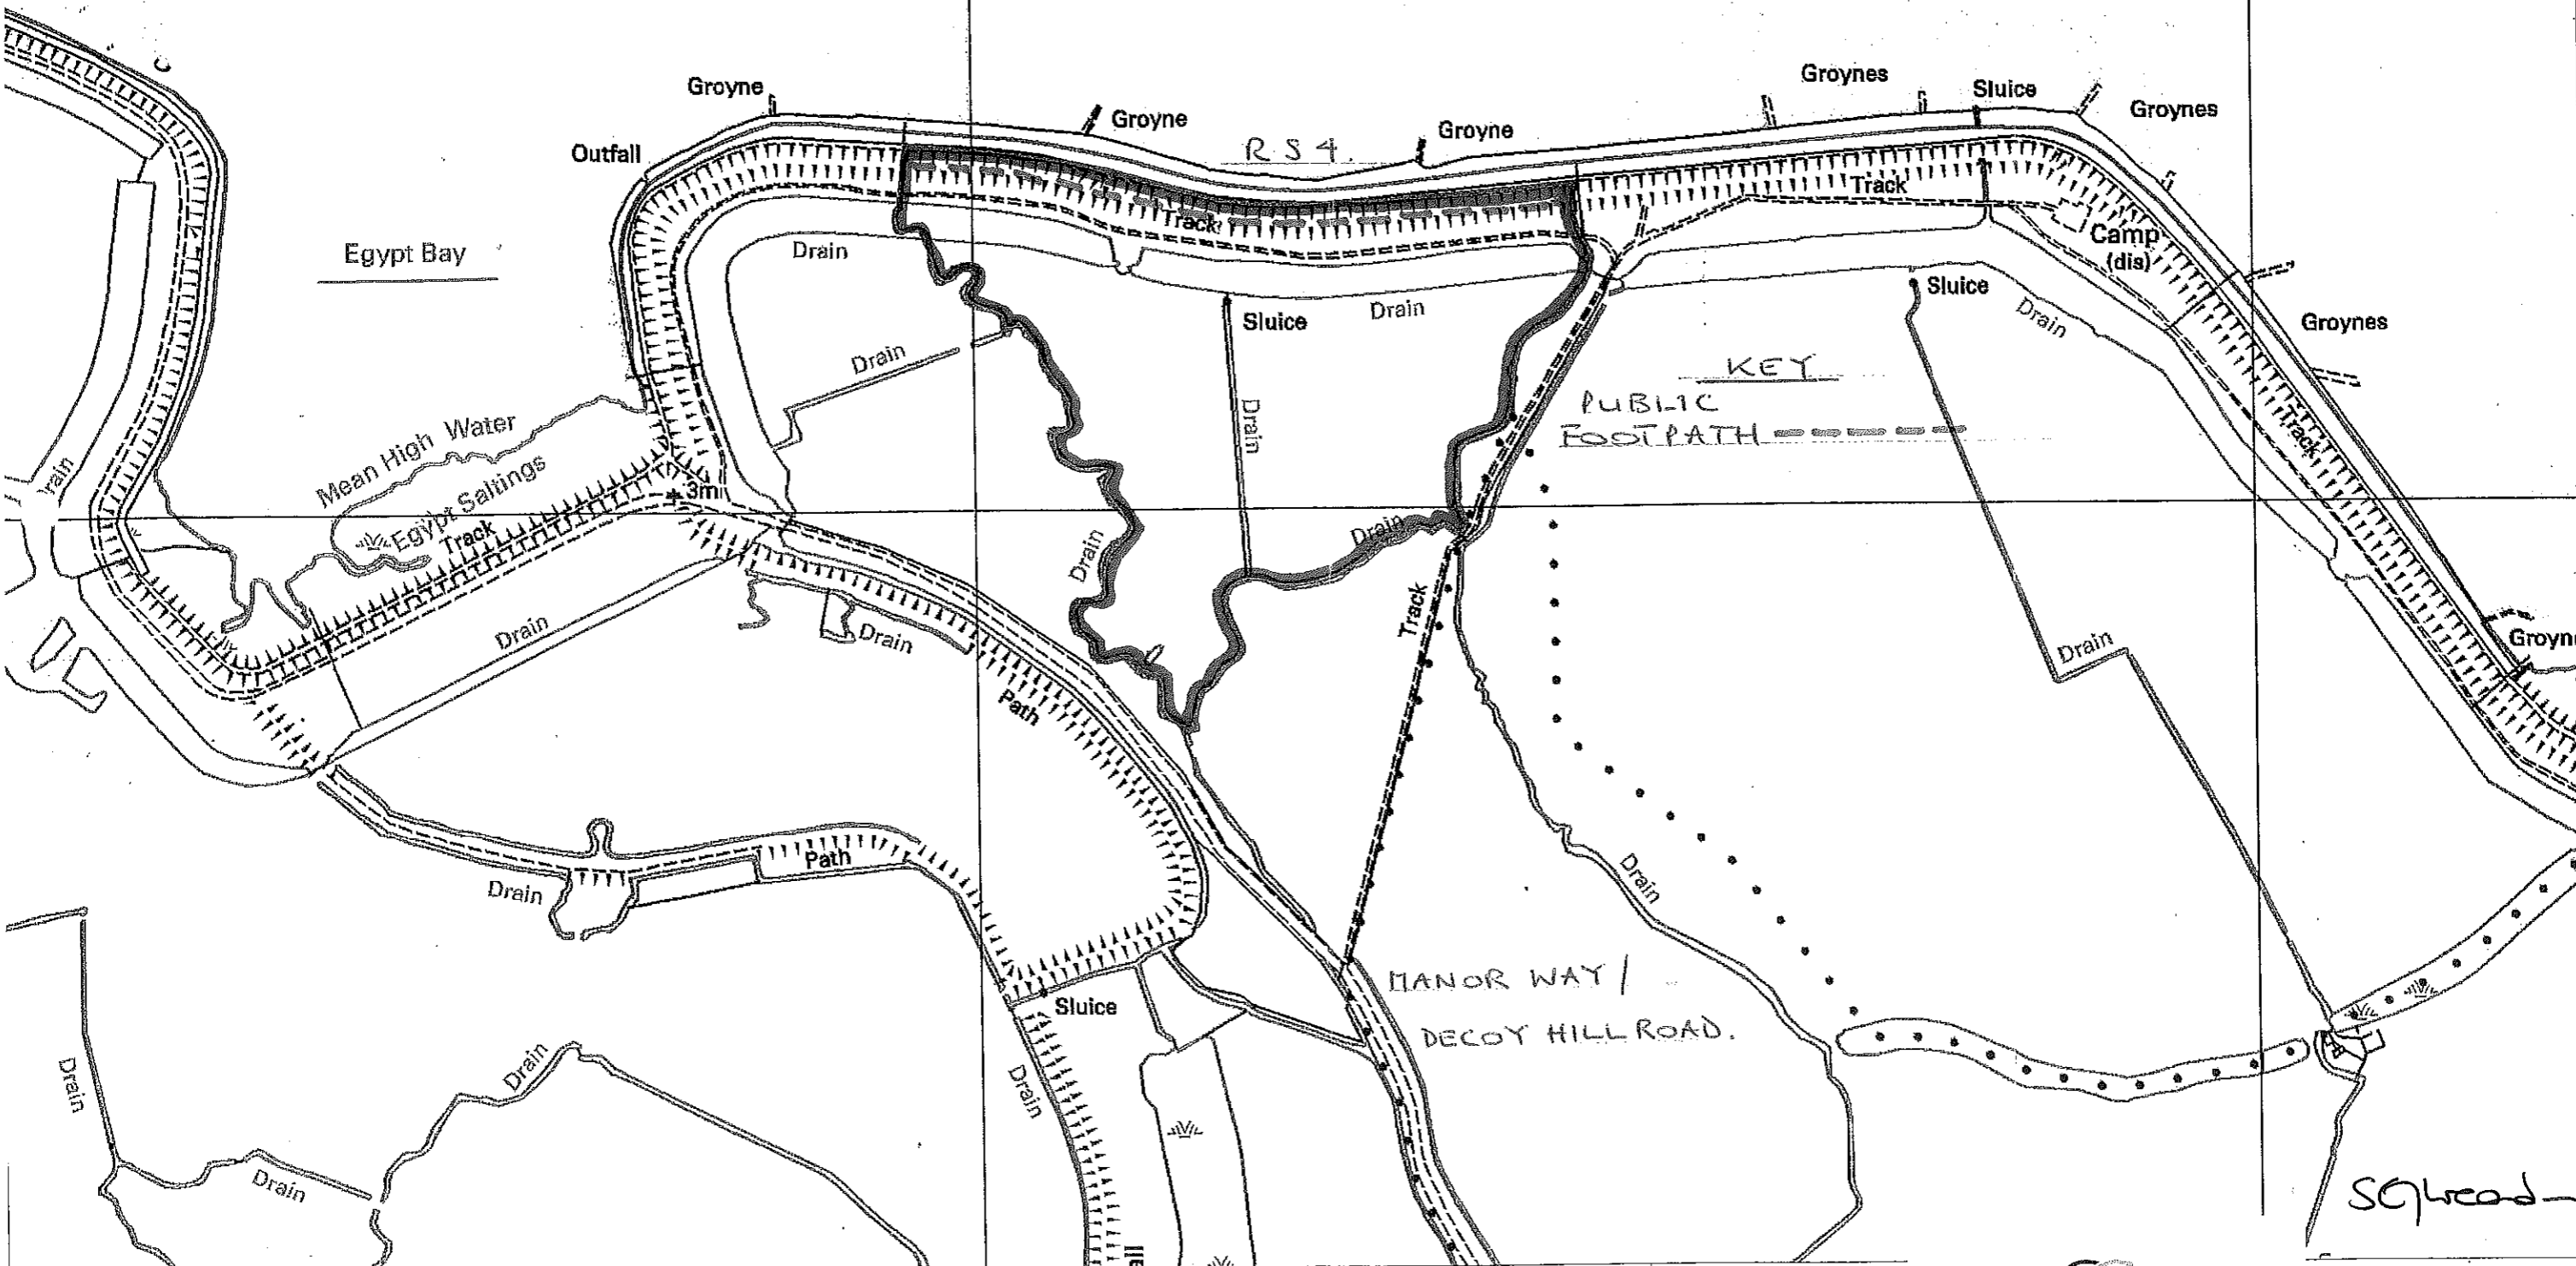 Groyne
Groyne
Groyne
Groynes
Sluice
Groynes
Outfall
RS4.
Track
Track
Egypt Bay
Drain
Camp
(dis)
Drain
Sluice
Sluice
Drain
Groynes
Drain
KEY
PUBLIC
FOOTPATH
Drain
Track
Mean High Water
Egypt Saltings
Track
3m
Drain
Drain
Track
Drain
Drain
Drain
Path
Drain
Path
Drain
Drain
MANOR WAY /
DECOY HILL ROAD.
Sluice
Drain
Drain
Drain
Drain